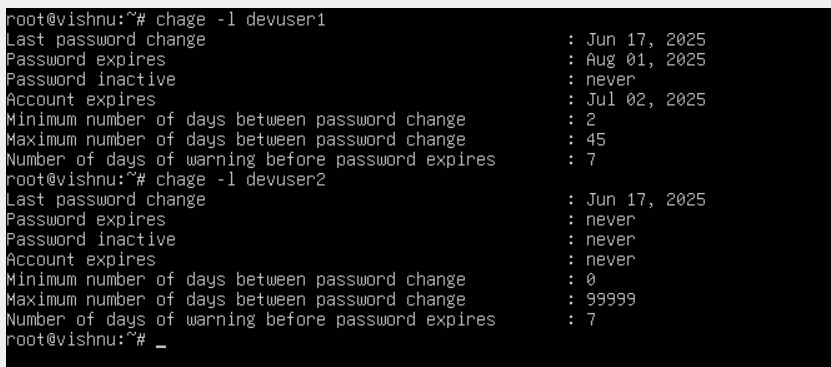 root@vishnu:~# chage -l devuser1
Last password change : Jun 17, 2025
Password expires : Aug 01, 2025
Password inactive : never
Account expires : Jul 02, 2025
Minimum number of days between password change : 2
Maximum number of days between password change : 45
Number of days of warning before password expires : 7
root@vishnu:~# chage -l devuser2
Last password change : Jun 17, 2025
Password expires : never
Password inactive : never
Account expires : never
Minimum number of days between password change : 0
Maximum number of days between password change : 99999
Number of days of warning before password expires : 7
root@vishnu:~# _